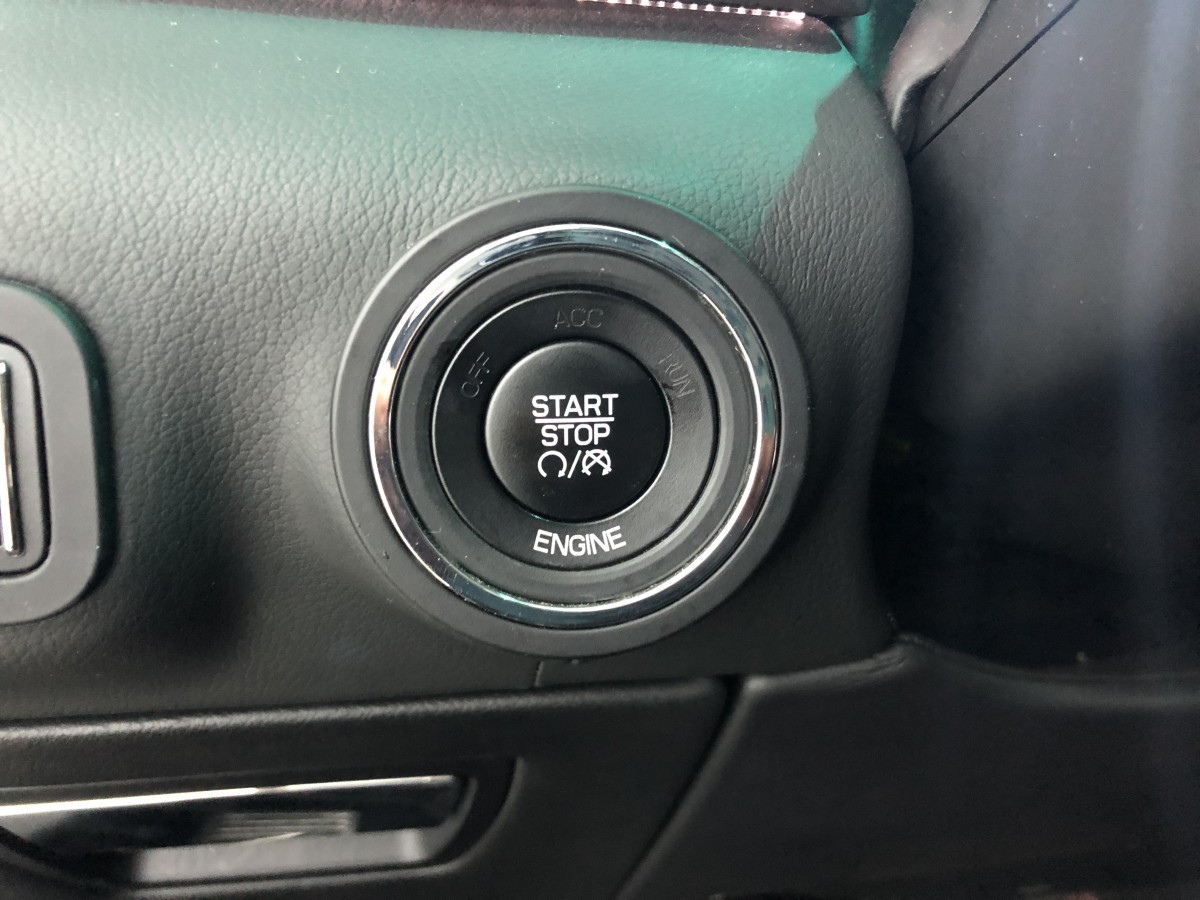 ACC
OFF
RUN
START
STOP
/
ENGINE